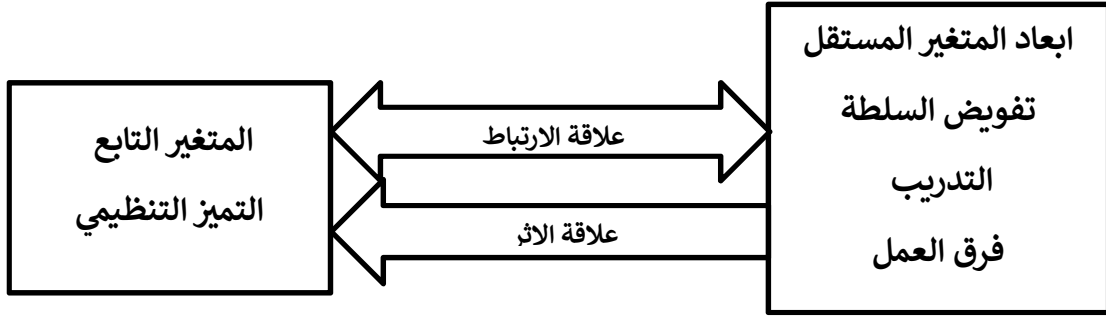 ابعاد المتغير المستقل
تفويض السلطة
التدريب
فرق العمل
علاقة الارتباط
علاقة الاثر
المتغير التابع
التميز التنظيمي